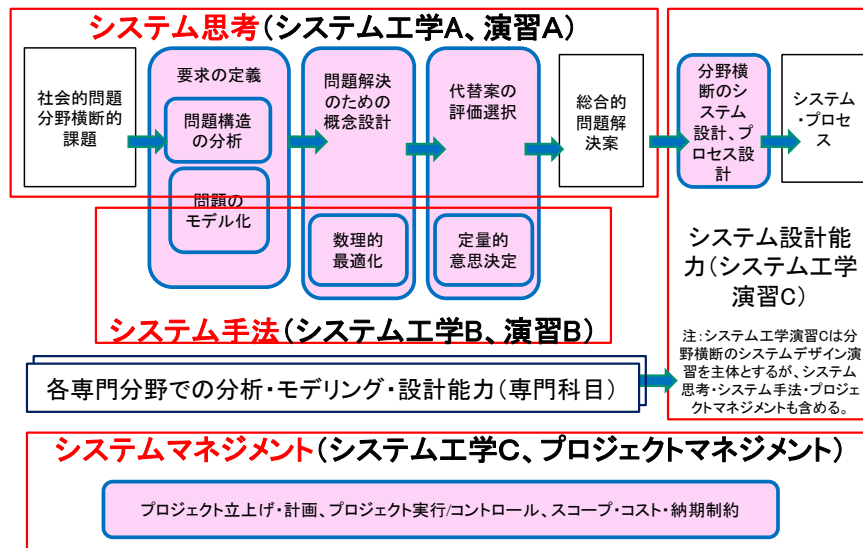 システム思考(システム工学A、演習A)
社会的問題
分野横断的
課題
要求の定義
問題構造
の分析
問題の
モデル化
問題解決
のための
概念設計
数理的
最適化
代替案の
評価選択
定量的
意思決定
総合的
問題解
決案
分野横
断のシ
ステム
設計、プ
ロセス設
計
システム
・プロセ
ス
システム設計能
力(システム工学
演習C)
注:システム工学演習Cは分
野横断のシステムデザイン演
習を主体とするが、システム
思考・システム手法・プロジェ
クトマネジメントも含める。
システム手法(システム工学B、演習B)
各専門分野での分析・モデリング・設計能力(専門科目)
システムマネジメント(システム工学C、プロジェクトマネジメント)
プロジェクト立上げ・計画、プロジェクト実行/コントロール、スコープ・コスト・納期制約